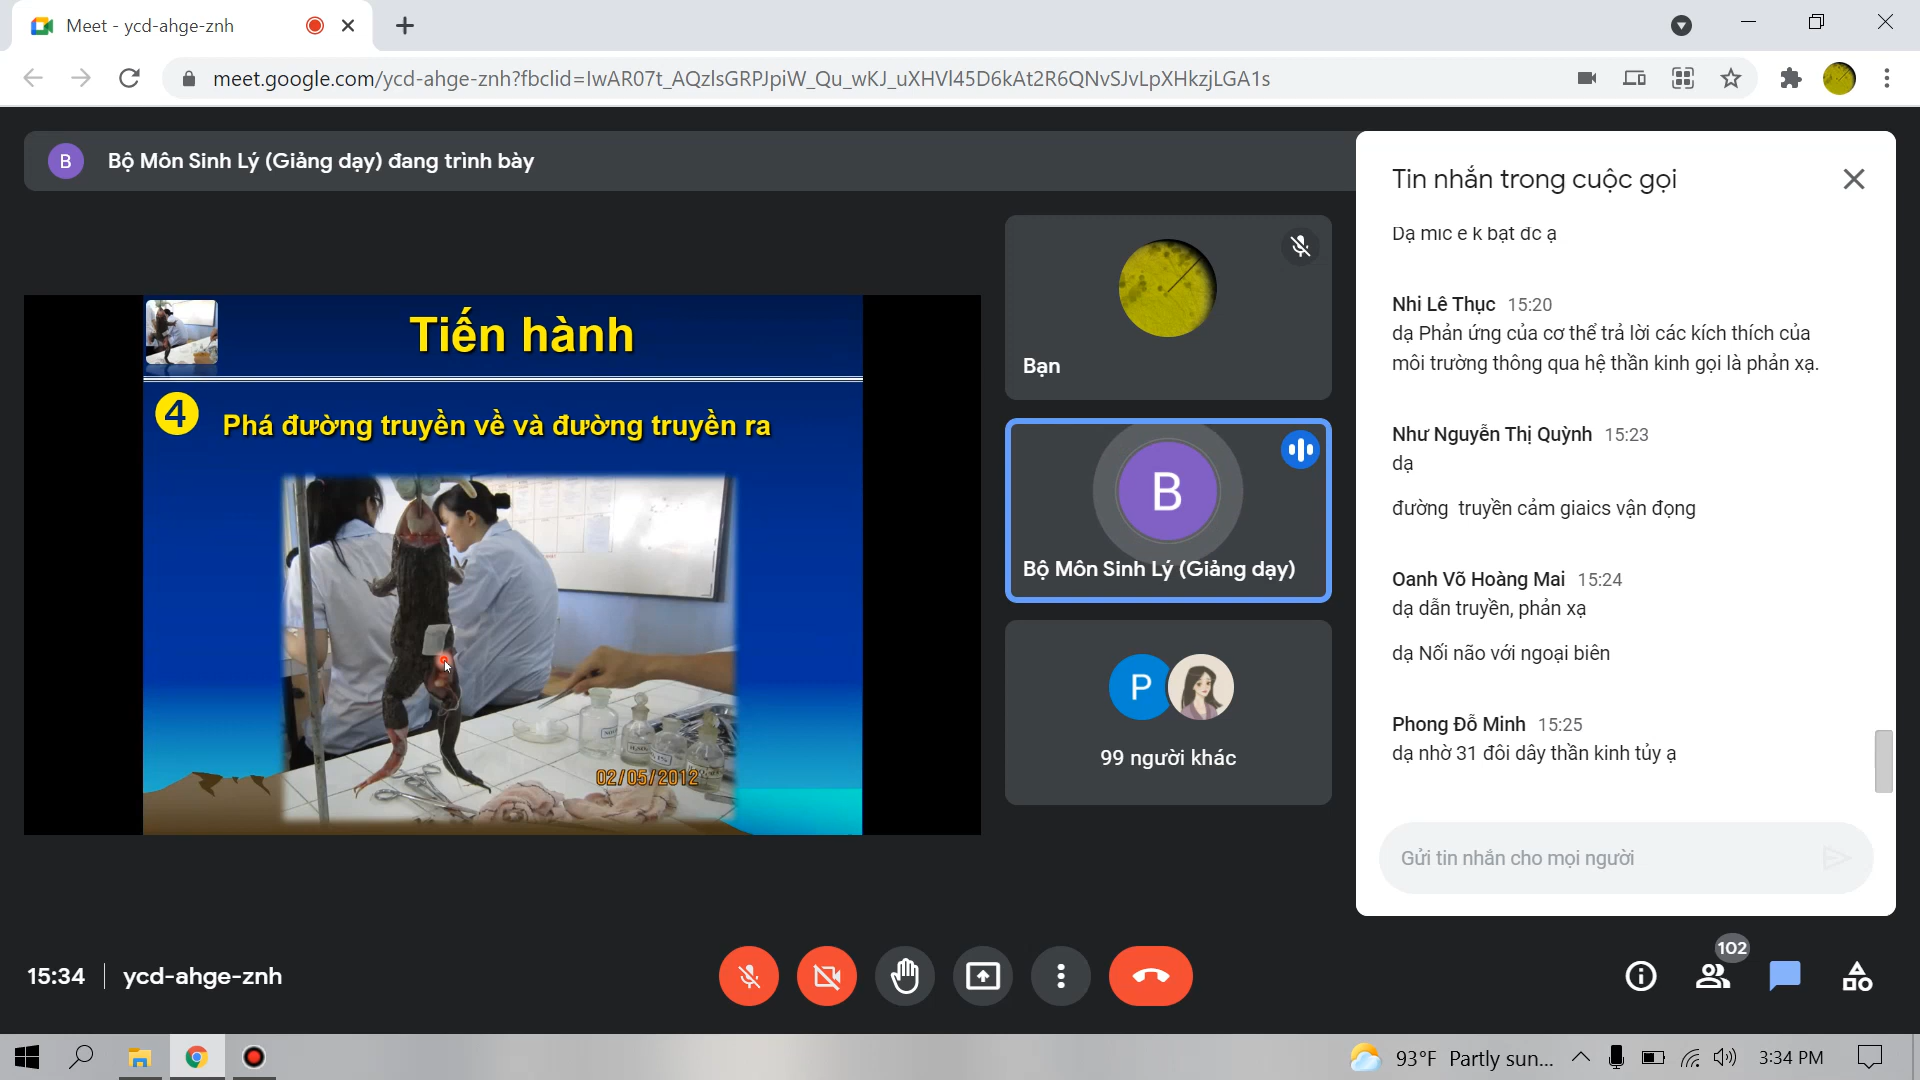 Meet - ycd-ahge-znh
meet.google.com/ycd-ahge-znh?fbclid=IwAR07t_AQzlsGRPJpiW_Qu_wKJ_uXHVl45D6kAt2R6QNvSJvLpXHkzjLGA1s
B
Bộ Môn Sinh Lý (Giảng dạy) đang trình bày
Tiến hành
4
Phá đường truyền về và đường truyền ra
02/05/2012
Bạn
B
Bộ Môn Sinh Lý (Giảng dạy)
P
99 người khác
Tin nhắn trong cuộc gọi
Dạ mic e k bật đc ạ
Nhi Lê Thục 15:20
dạ Phản ứng của cơ thể trả lời các kích thích của
môi trường thông qua hệ thần kinh gọi là phản xạ.
Như Nguyễn Thị Quỳnh 15:23
dạ
đường truyền cảm giaics vận đọng
Oanh Võ Hoàng Mai 15:24
dạ dẫn truyền, phản xạ
dạ Nối não với ngoại biên
Phong Đỗ Minh 15:25
dạ nhờ 31 đôi dây thần kinh tủy ạ
Gửi tin nhắn cho mọi người
15:34
ycd-ahge-znh
102
93°F Partly sun...
3:34 PM